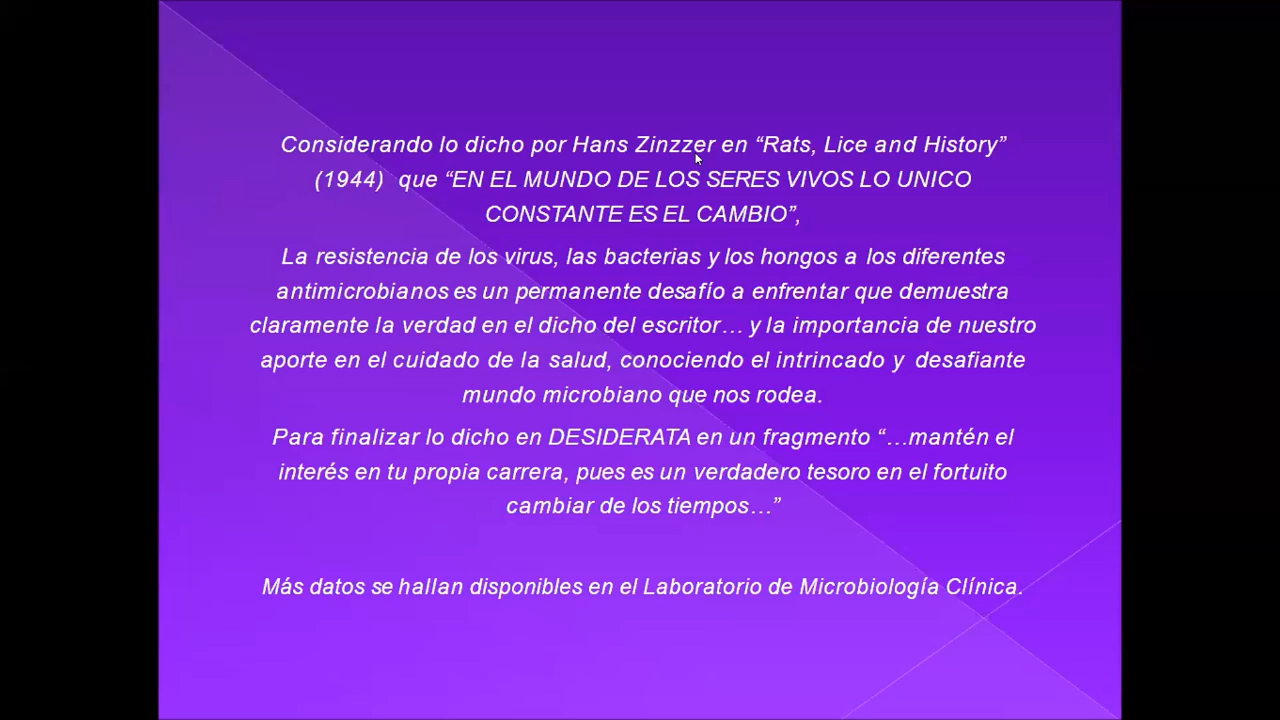 Considerando lo dicho por Hans Zinzzer en “Rats, Lice and History”
(1944) que “EN EL MUNDO DE LOS SERES VIVOS LO UNICO
CONSTANTE ES EL CAMBIO”,
La resistencia de los virus, las bacterias y los hongos a los diferentes
antimicrobianos es un permanente desafío a enfrentar que demuestra
claramente la verdad en el dicho del escritor… y la importancia de nuestro
aporte en el cuidado de la salud, conociendo el intrincado y desafiante
mundo microbiano que nos rodea.
Para finalizar lo dicho en DESIDERATA en un fragmento “…mantén el
interés en tu propia carrera, pues es un verdadero tesoro en el fortuito
cambiar de los tiempos…”
Más datos se hallan disponibles en el Laboratorio de Microbiología Clínica.